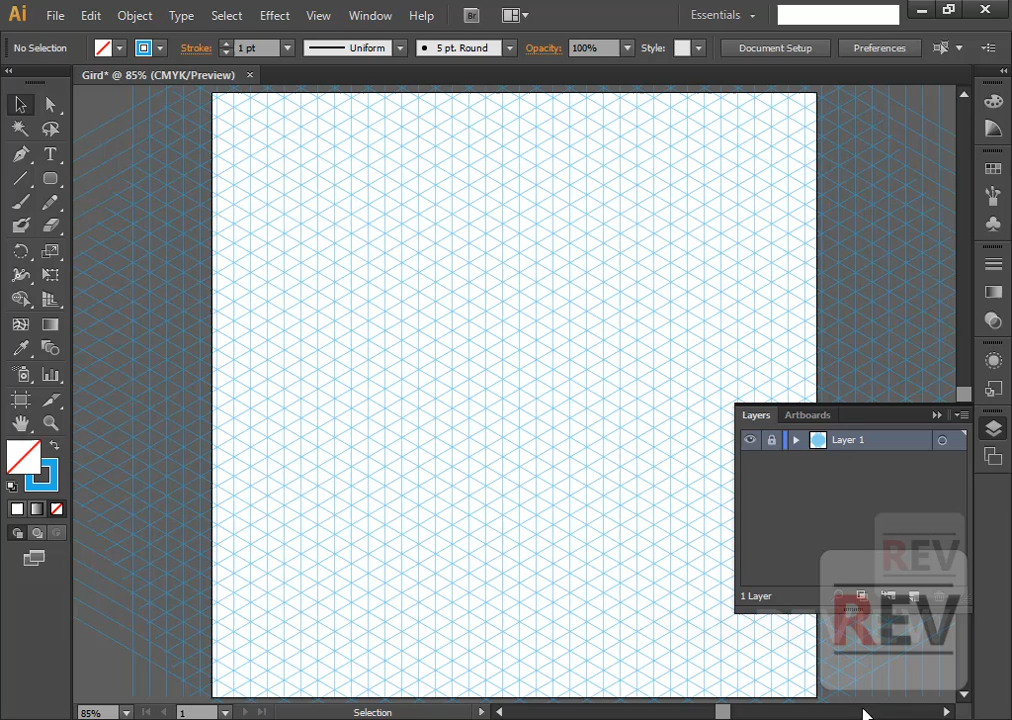 Ai File Edit Object Type Select Effect View Window Help Br Essentials
No Selection Stroke: 1 pt Uniform 5 pt. Round Opacity: 100% Style: Document Setup Preferences
Gird* @ 85% (CMYK/Preview)
T
Layers Artboards
Layer 1
REV
1 Layer
REV
85% 1 Selection